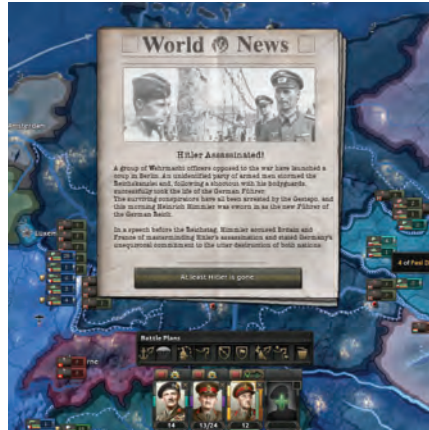 World News
Amsterdam
Hitler Assassinated!
A group of Wehrmacht officers opposed to the war have launched a
coup in Berlin. An unidentified party of armed men stormed the
Reichskanzlei and, following a shootout with his bodyguards,
successfully took the life of the German Führer.
The surviving conspirators have all been arrested by the Gestapo, and
this morning Heinrich Himmler was sworn in as the new Führer of
the German Reich.
In a speech before the Reichstag, Himmler accused Britain and
France of masterminding Hitler's assassination and stated Germany's
unequivocal commitment to the utter destruction of both nations.
At least Hitler is gone
4 of Feal D
Battle Plans
rne
14
13/24
12